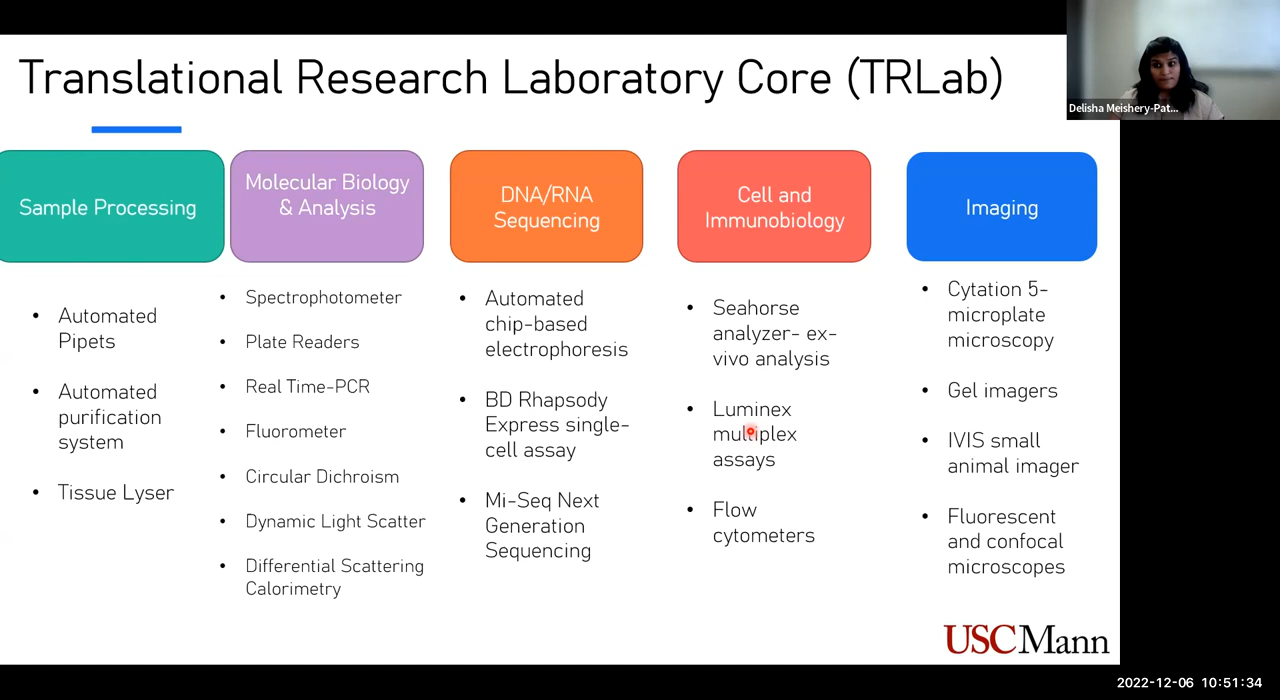 Translational Research Laboratory Core (TRLab)
Delisha Meishery-Pat...
Sample Processing
• Automated
Pipets
• Automated
purification
system
• Tissue Lyser
Molecular Biology
& Analysis
• Spectrophotometer
• Plate Readers
• Real Time-PCR
• Fluorometer
• Circular Dichroism
• Dynamic Light Scatter
• Differential Scattering
Calorimetry
DNA/RNA
Sequencing
• Automated
chip-based
electrophoresis
• BD Rhapsody
Express single-
cell assay
• Mi-Seq Next
Generation
Sequencing
Cell and
Immunobiology
• Seahorse
analyzer- ex-
vivo analysis
• Luminex
multiplex
assays
• Flow
cytometers
Imaging
• Cytation 5-
microplate
microscopy
• Gel imagers
• IVIS small
animal imager
• Fluorescent
and confocal
microscopes
USC Mann
2022-12-06 10:51:34